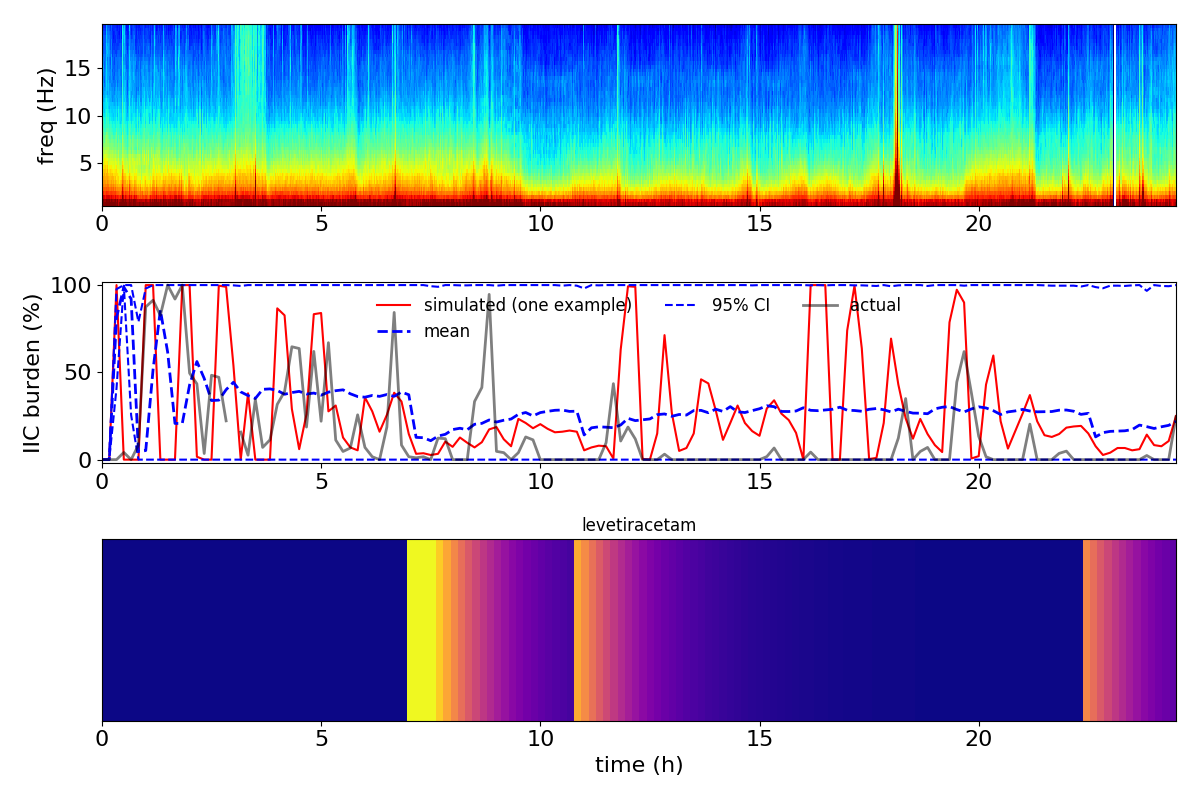 freq (Hz)
15
10
5
0 5 10 15 20
IIC burden (%)
100
50
0
simulated (one example) 95% CI actual
mean
0 5 10 15 20
levetiracetam
0 5 10 15 20
time (h)